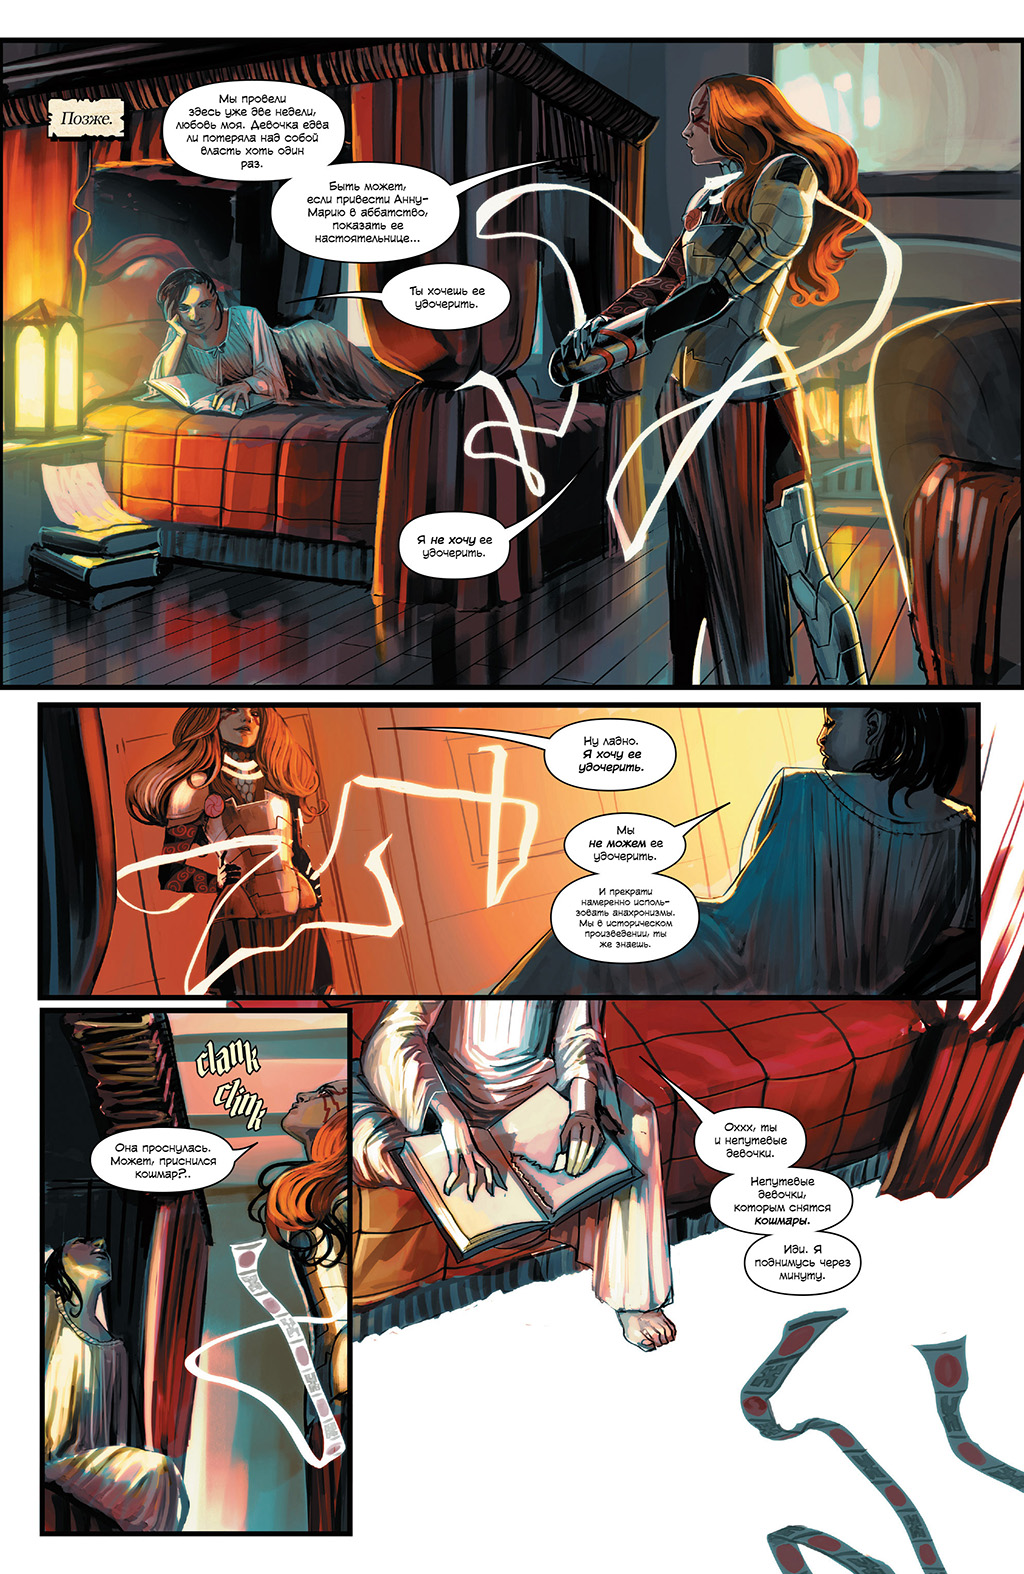 Позже.
Мы провели
здесь уже две недели,
любовь моя. Девочка едва
ли потеряла над собой
власть хоть один
раз.
Быть может,
если привести Анну-
Марию в аббатство,
показать ее
настоятельнице...
Ты хочешь ее
удочерить.
Я не хочу ее
удочерить.
Ну ладно.
Я хочу ее
удочерить.
Мы
не можем ее
удочерить.
И прекрати
намеренно исполь-
зовать анахронизмы.
Мы в историческом
произведении, ты
же знаешь.
clank
clink
Она проснулась.
Может, приснился
кошмар?..
Оххх, ты
и непутевые
девочки.
Непутевые
девочки,
которым снятся
кошмары.
Иди. Я
поднимусь через
минуту.